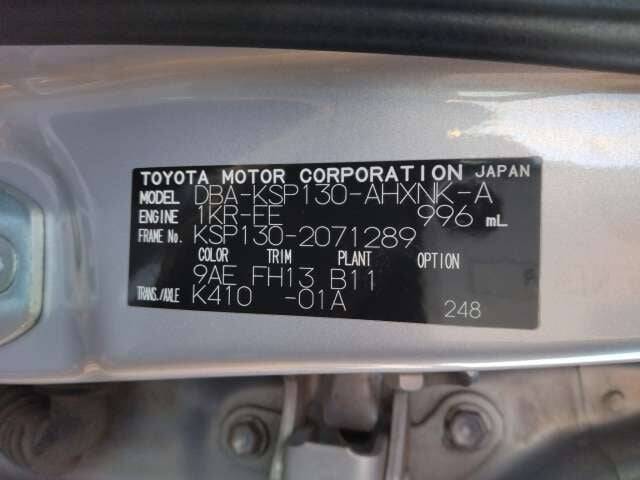 TOYOTA MOTOR CORPORATION JAPAN
MODEL DBA-KSP130-AHXNK-A
ENGINE 1KR-FE 996 mL
FRAME No. KSP130-2071289
COLOR TRIM PLANT OPTION
9AE FH13 B11
TRANS./AXLE K410 -01A
248